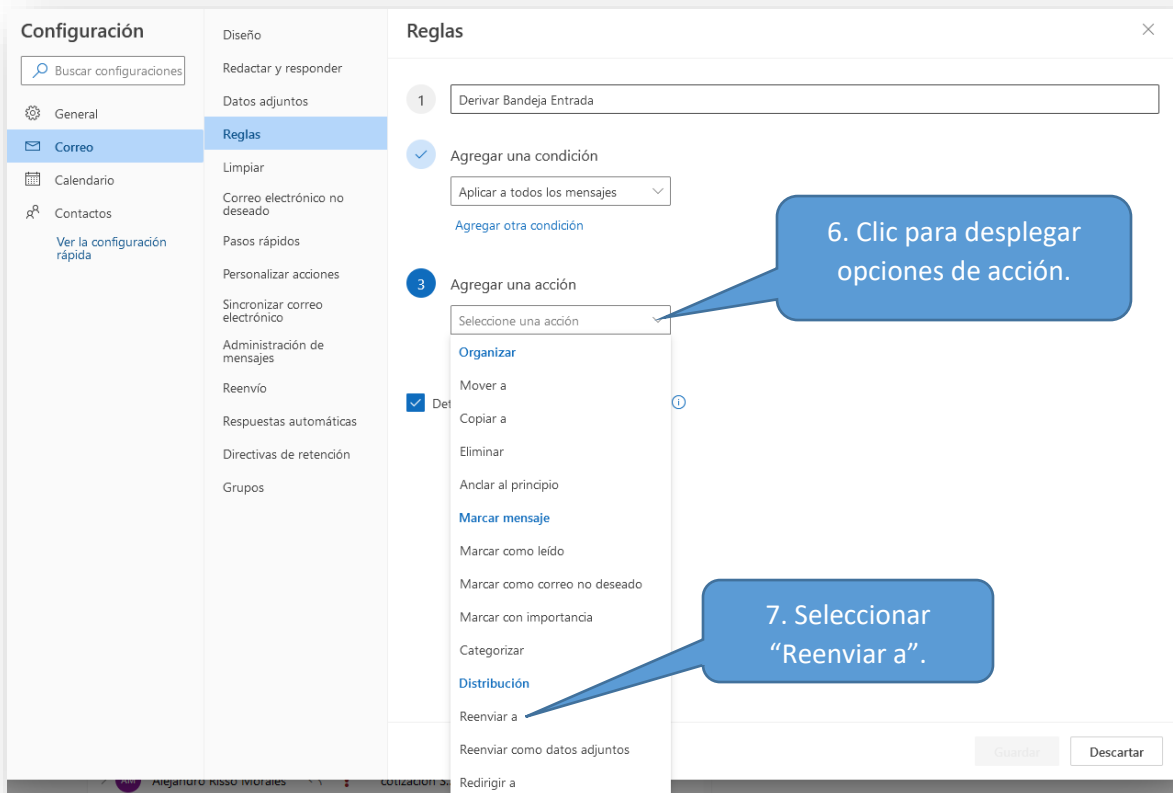 Configuración
Buscar configuraciones
General
Correo
Calendario
Contactos
Ver la configuración
rápida
Diseño
Redactar y responder
Datos adjuntos
Reglas
Limpiar
Correo electrónico no
deseado
Pasos rápidos
Personalizar acciones
Sincronizar correo
electrónico
Administración de
mensajes
Reenvío
Respuestas automáticas
Directivas de retención
Grupos
Reglas
1
Derivar Bandeja Entrada
Agregar una condición
Aplicar a todos los mensajes
Agregar otra condición
6. Clic para desplegar
opciones de acción.
3
Agregar una acción
Seleccione una acción
Organizar
Mover a
Det
Copiar a
Eliminar
Anclar al principio
Marcar mensaje
Marcar como leído
Marcar como correo no deseado
Marcar con importancia
Categorizar
7. Seleccionar
“Reenviar a”.
Distribución
Reenviar a
Reenviar como datos adjuntos
Redirigir a
Guardar
Descartar
AM
Alejandro Risso Morales